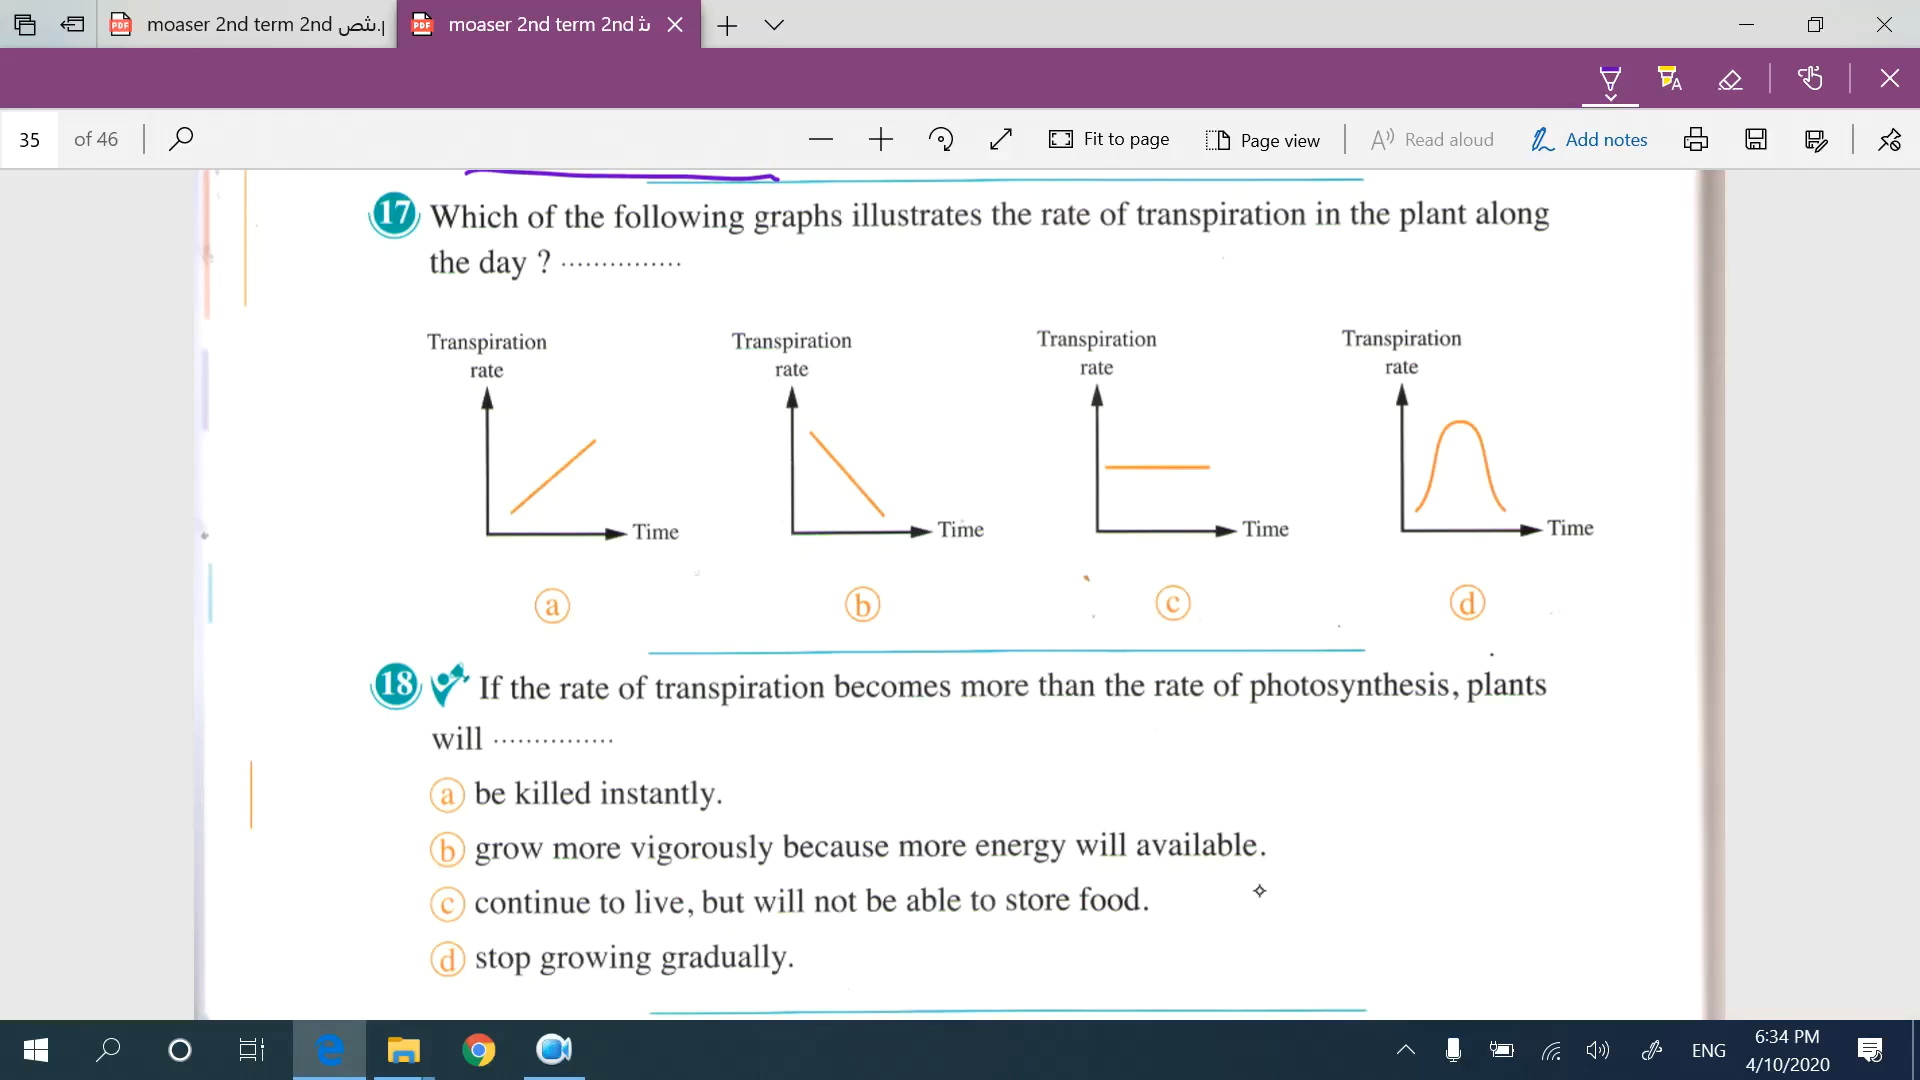 moaser 2nd term 2nd ثص.p
moaser 2nd term 2nd ث
35 of 46
Fit to page
Page view
Read aloud
Add notes
17 Which of the following graphs illustrates the rate of transpiration in the plant along
the day ? ...............
Transpiration
rate
Time
a
Transpiration
rate
Time
b
Transpiration
rate
Time
c
Transpiration
rate
Time
d
18 If the rate of transpiration becomes more than the rate of photosynthesis, plants
will ...............
a be killed instantly.
b grow more vigorously because more energy will available.
c continue to live, but will not be able to store food.
d stop growing gradually.
ENG
6:34 PM
4/10/2020